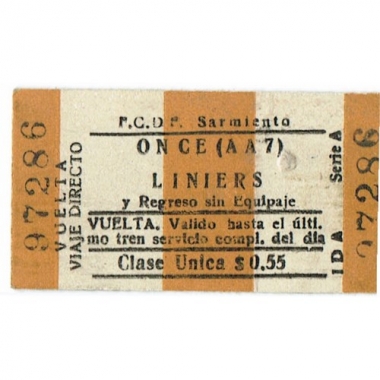 F.C.D.F. Sarmiento
ONCE (A A 7)
LINIERS
y Regreso sin Equipaje
VUELTA. Valido hasta el últi-
mo tren servicio compl. del dia
Clase Unica $ 0,55
97286
VUELTA
VIAJE DIRECTO
IDA Serie A
97286